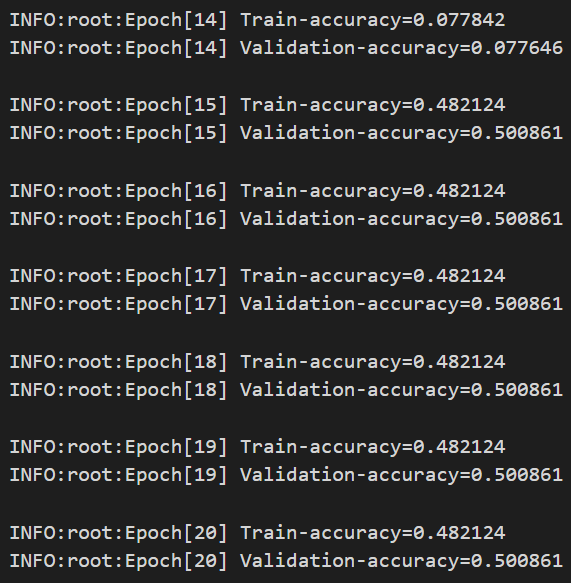 INFO:root:Epoch[14] Train-accuracy=0.077842
INFO:root:Epoch[14] Validation-accuracy=0.077646
INFO:root:Epoch[15] Train-accuracy=0.482124
INFO:root:Epoch[15] Validation-accuracy=0.500861
INFO:root:Epoch[16] Train-accuracy=0.482124
INFO:root:Epoch[16] Validation-accuracy=0.500861
INFO:root:Epoch[17] Train-accuracy=0.482124
INFO:root:Epoch[17] Validation-accuracy=0.500861
INFO:root:Epoch[18] Train-accuracy=0.482124
INFO:root:Epoch[18] Validation-accuracy=0.500861
INFO:root:Epoch[19] Train-accuracy=0.482124
INFO:root:Epoch[19] Validation-accuracy=0.500861
INFO:root:Epoch[20] Train-accuracy=0.482124
INFO:root:Epoch[20] Validation-accuracy=0.500861